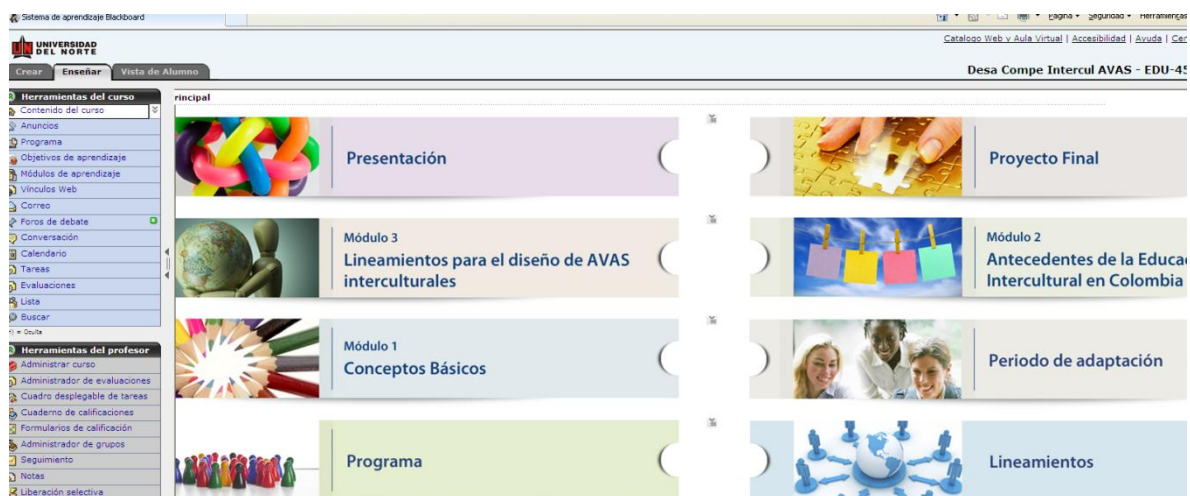 Sistema de aprendizaje Blackboard
Página Seguridad Herramientas
UNIVERSIDAD
DEL NORTE
Catalogo Web y Aula Virtual | Accesibilidad | Ayuda | Cer
Crear Enseñar Vista de Alumno
Desa Compe Intercul AVAS - EDU-45
Herramientas del curso
Contenido del curso
Anuncios
Programa
Objetivos de aprendizaje
Módulos de aprendizaje
Vínculos Web
Correo
Foros de debate
Conversación
Calendario
Tareas
Evaluaciones
Lista
Buscar
= Oculta
Herramientas del profesor
Administrar curso
Administrador de evaluaciones
Cuadro desplegable de tareas
Cuaderno de calificaciones
Formularios de calificación
Administrador de grupos
Seguimiento
Notas
Liberación selectiva
rincipal
Presentación
Proyecto Final
Módulo 3
Lineamientos para el diseño de AVAS
interculturales
Módulo 2
Antecedentes de la Educa
Intercultural en Colombia
Módulo 1
Conceptos Básicos
Periodo de adaptación
Programa
Lineamientos